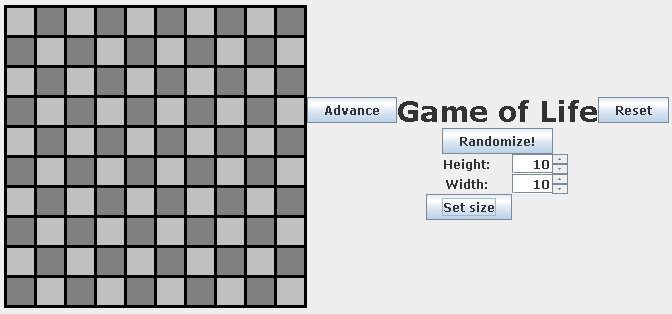 Advance Game of Life Reset
Randomize!
Height: 10
Width: 10
Set size